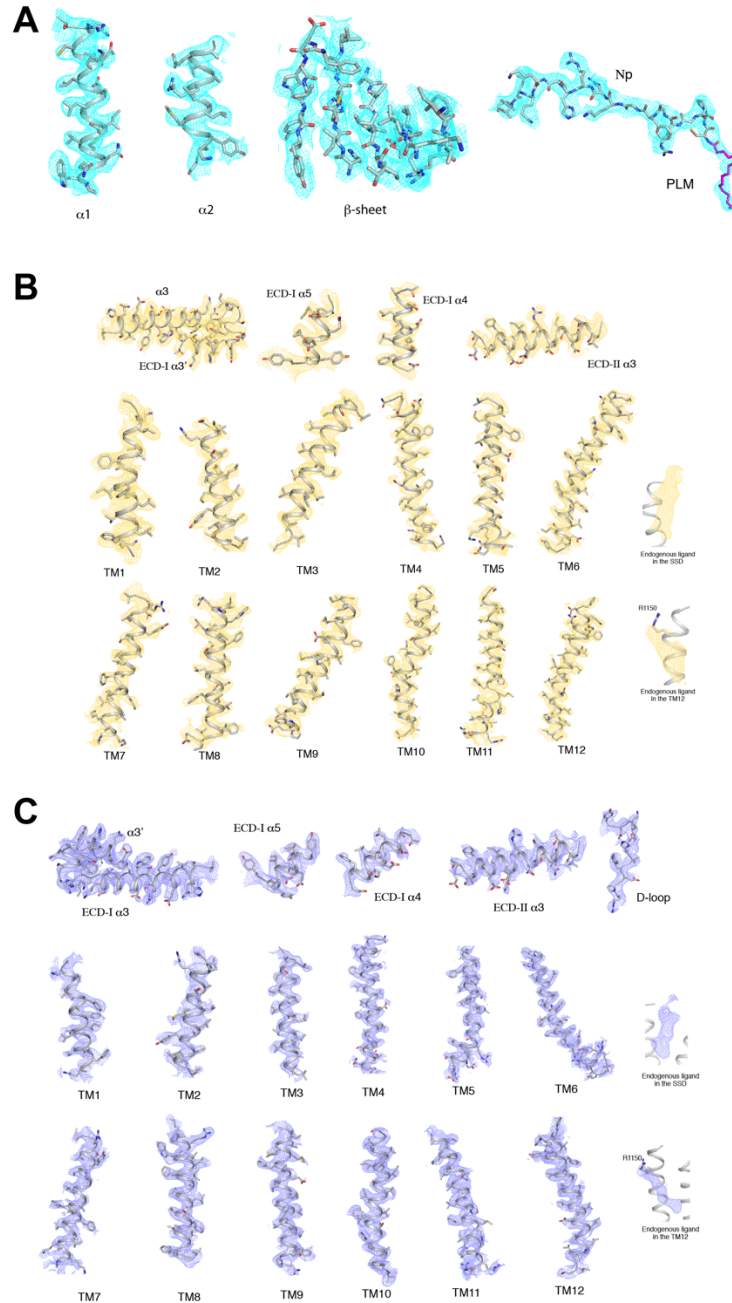 A
Np
PLM
α1
α2
β-sheet
B
α3
ECD-I α5
ECD-I α4
ECD-I α3'
ECD-II α3
TM1
TM2
TM3
TM4
TM5
TM6
Endogenous ligand
in the SSD
R1150
Endogenous ligand
in the TM12
TM7
TM8
TM9
TM10
TM11
TM12
C
α3'
ECD-I α5
ECD-I α3
ECD-I α4
ECD-II α3
D-loop
TM1
TM2
TM3
TM4
TM5
TM6
Endogenous ligand
in the SSD
R1150
Endogenous ligand
in the TM12
TM7
TM8
TM9
TM10
TM11
TM12